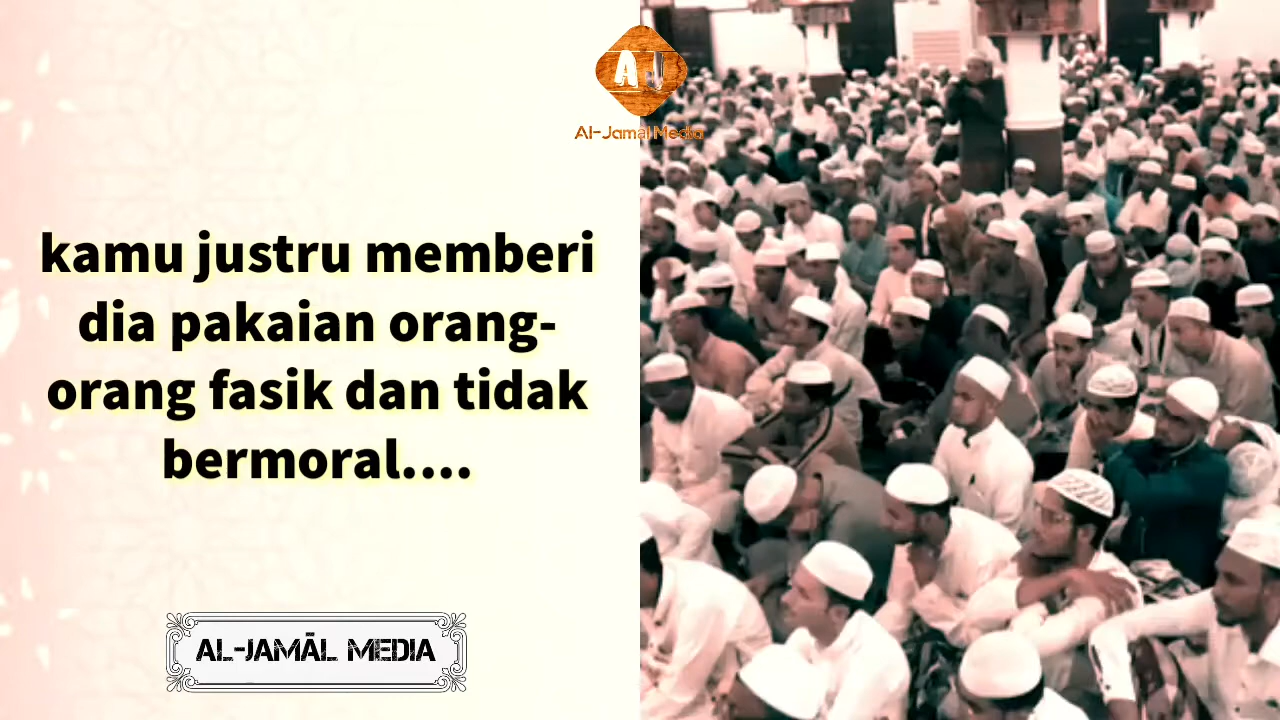 AJ
Al-Jamal Media
kamu justru memberi
dia pakaian orang-
orang fasik dan tidak
bermoral....
AL-JAMĀL MEDIA